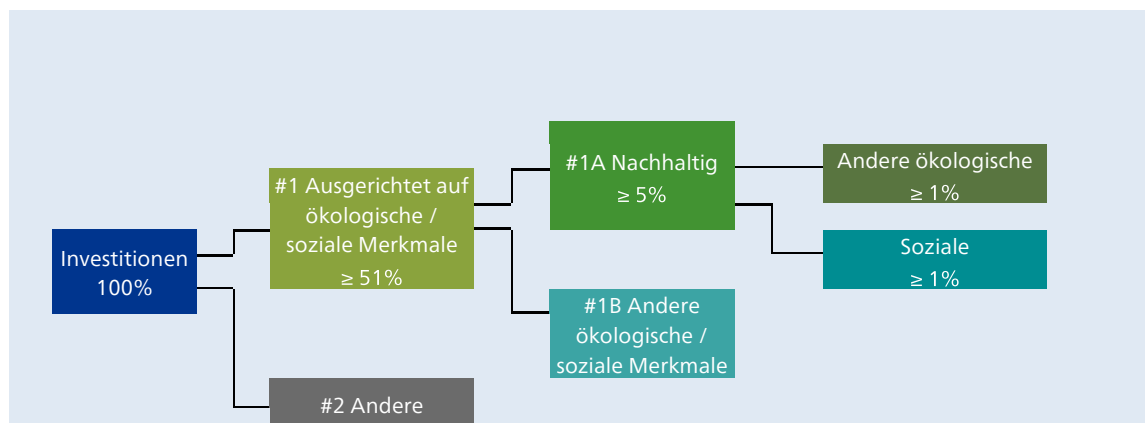 Investitionen
100%
#1 Ausgerichtet auf
ökologische /
soziale Merkmale
≥ 51%
#2 Andere
#1A Nachhaltig
≥ 5%
#1B Andere
ökologische /
soziale Merkmale
Andere ökologische
≥ 1%
Soziale
≥ 1%